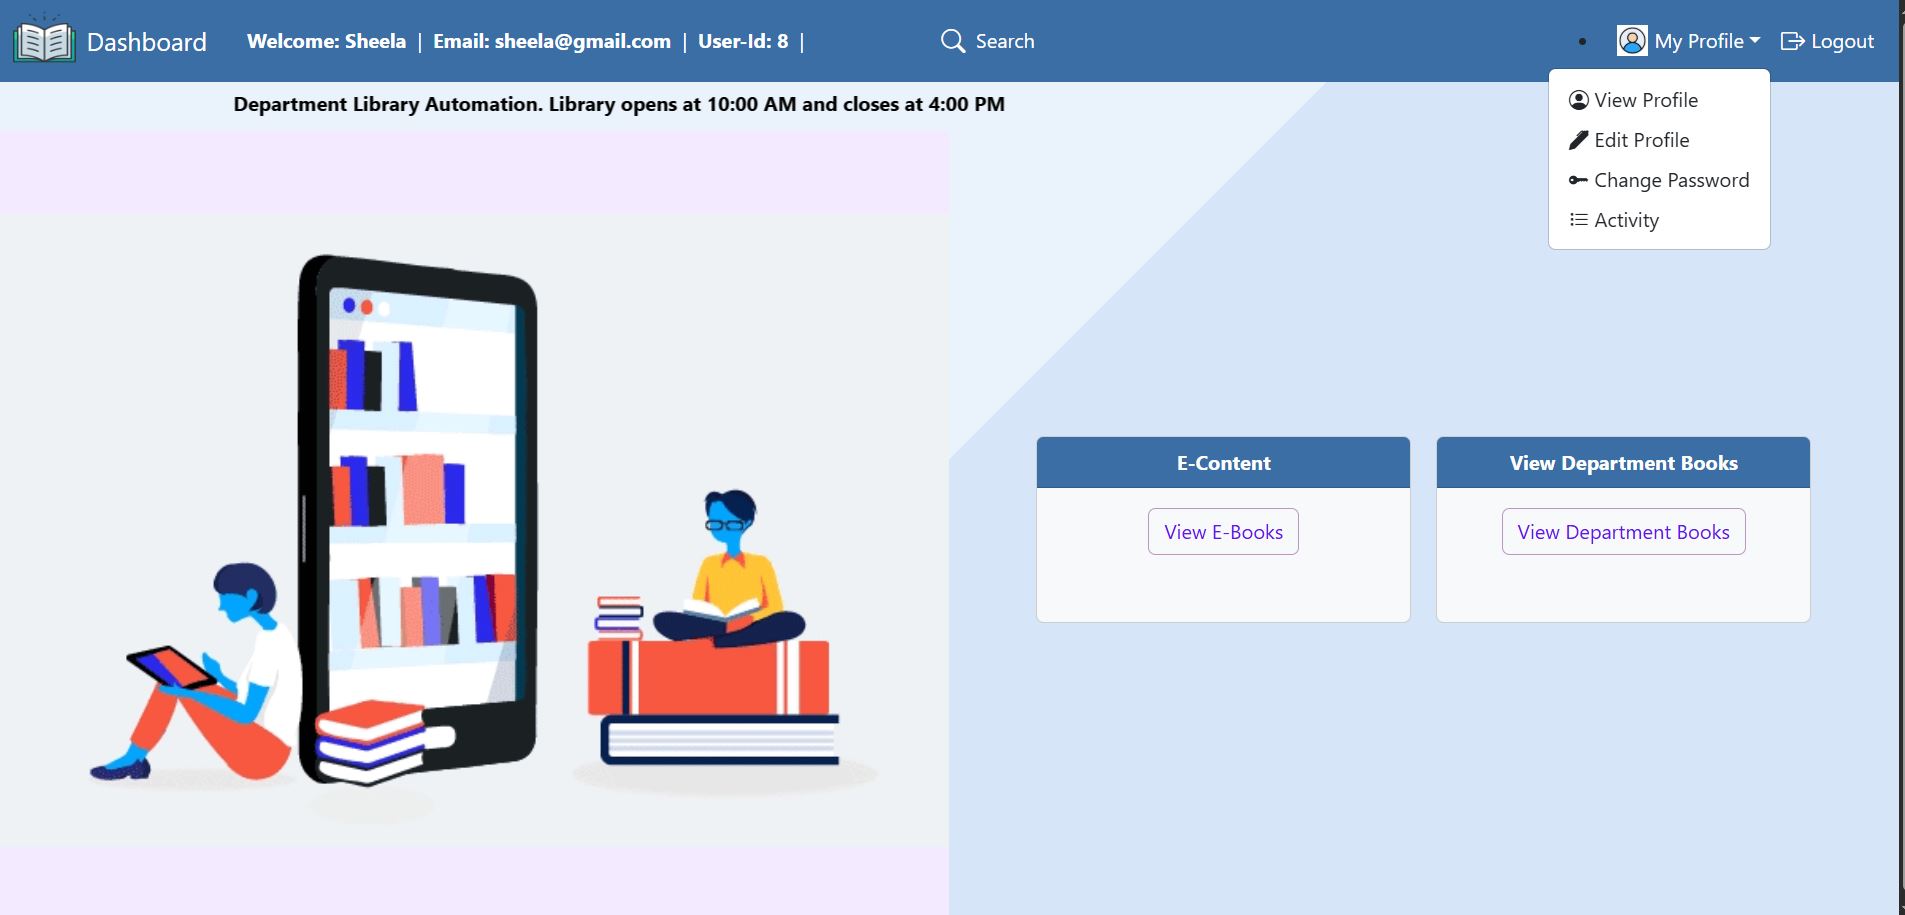 Dashboard Welcome: Sheela | Email: sheela@gmail.com | User-Id: 8 | Search My Profile Logout
Department Library Automation. Library opens at 10:00 AM and closes at 4:00 PM
View Profile
Edit Profile
Change Password
Activity
E-Content
View E-Books
View Department Books
View Department Books